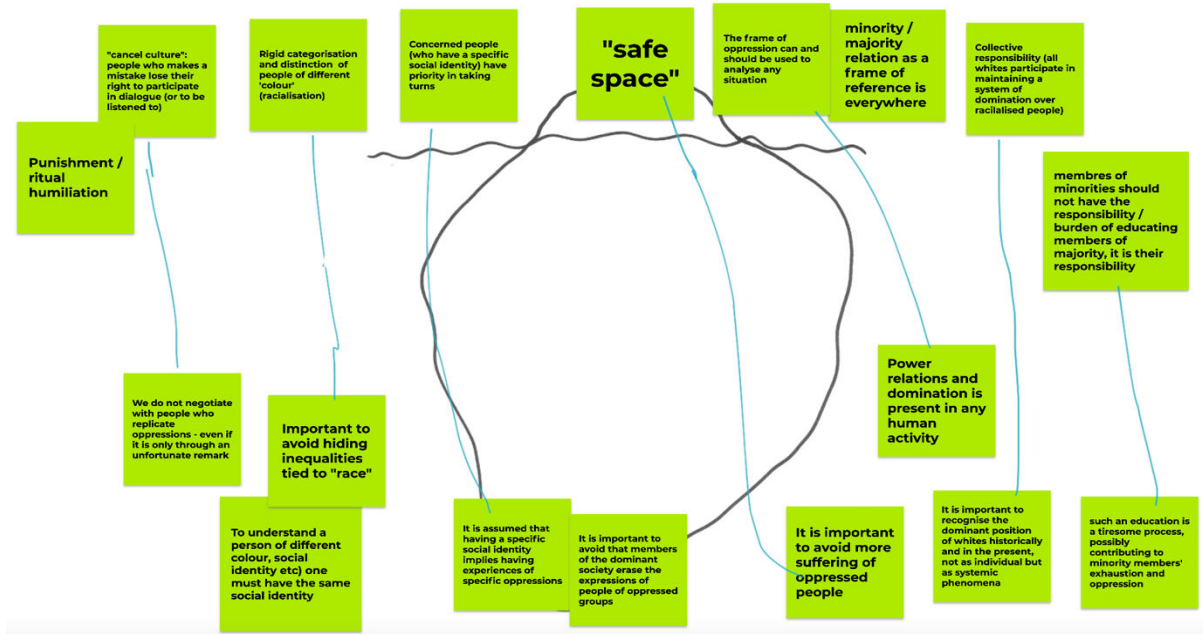 "cancel culture":
people who makes a
mistake lose their
right to participate
in dialogue (or to be
listened to)
Punishment /
ritual
humiliation
Rigid categorisation
and distinction of
people of different
'colour'
(racialisation)
Concerned people
(who have a specific
social identity) have
priority in taking
turns
"safe
space"
The frame of
oppression can and
should be used to
analyse any
situation
minority /
majority
relation as a
frame of
reference is
everywhere
Collective
responsibility (all
whites participate in
maintaining a
system of
domination over
racilalised people)
membres of
minorities should
not have the
responsibility /
burden of educating
members of
majority, it is their
responsibility
We do not negotiate
with people who
replicate
oppressions - even if
it is only through an
unfortunate remark
Important to
avoid hiding
inequalities
tied to "race"
To understand a
person of different
colour, social
identity etc) one
must have the same
social identity
It is assumed that
having a specific
social identity
implies having
experiences of
specific oppressions
It is important to
avoid that members
of the dominant
society erase the
expressions of
people of oppressed
groups
It is important
to avoid more
suffering of
oppressed
people
Power
relations and
domination is
present in any
human
activity
It is important to
recognise the
dominant position
of whites historically
and in the present,
not as individual but
as systemic
phenomena
such an education is
a tiresome process,
possibly
contributing to
minority members'
exhaustion and
oppression